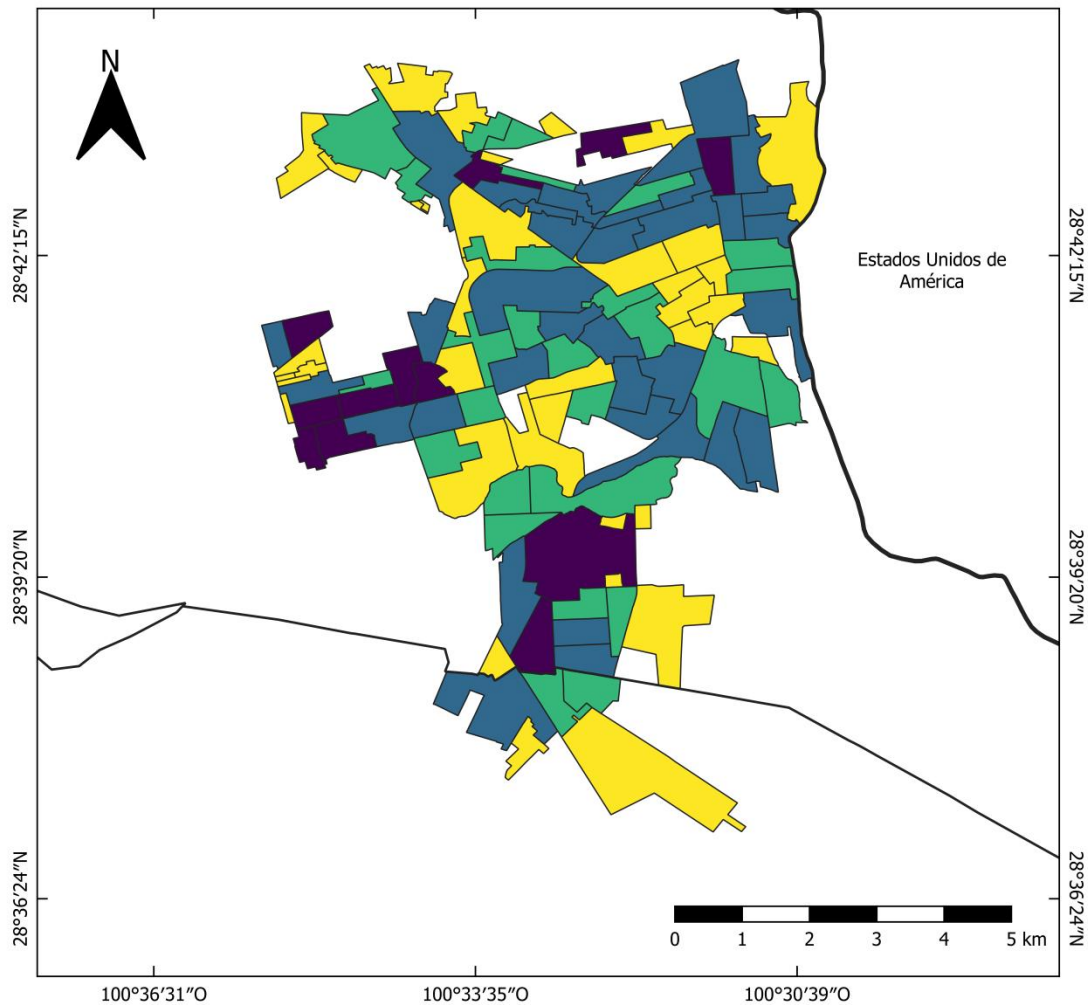 N
28°42′15″N
28°42′15″N
Estados Unidos de
América
28°39′20″N
28°39′20″N
28°36′24″N
28°36′24″N
0 1 2 3 4 5 km
100°36′31″O 100°33′35″O 100°30′39″O